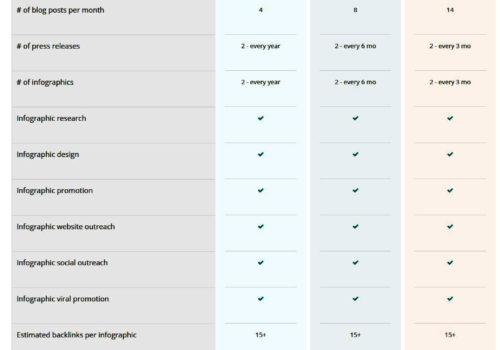 # of blog posts per month 4 8 14
# of press releases 2 - every year 2 - every 6 mo 2 - every 3 mo
# of infographics 2 - every year 2 - every 6 mo 2 - every 3 mo
Infographic research ✔ ✔ ✔
Infographic design ✔ ✔ ✔
Infographic promotion ✔ ✔ ✔
Infographic website outreach ✔ ✔ ✔
Infographic social outreach ✔ ✔ ✔
Infographic viral promotion ✔ ✔ ✔
Estimated backlinks per infographic 15+ 15+ 15+